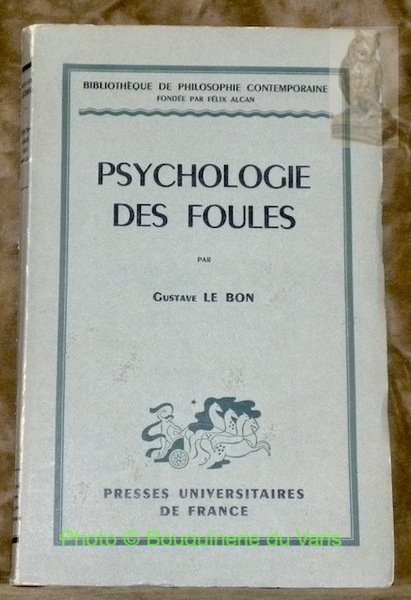 BIBLIOTHÈQUE DE PHILOSOPHIE CONTEMPORAINE
FONDÉE PAR FÉLIX ALCAN
PSYCHOLOGIE
DES FOULES
PAR
GUSTAVE LE BON
PRESSES UNIVERSITAIRES
DE FRANCE
Photo © Bouquinerie du Varis